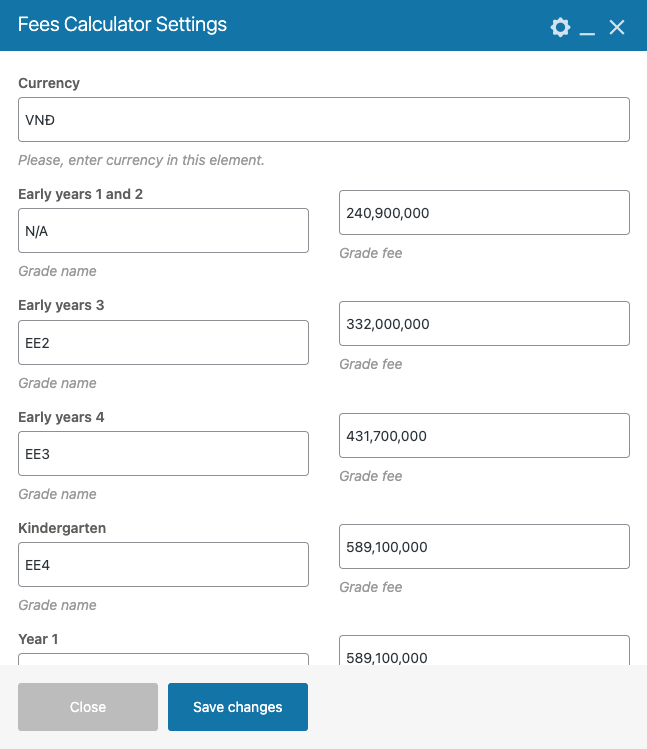 Fees Calculator Settings
Currency
VNĐ
Please, enter currency in this element.
Early years 1 and 2
N/A
240,900,000
Grade name
Grade fee
Early years 3
EE2
332,000,000
Grade name
Grade fee
Early years 4
EE3
431,700,000
Grade name
Grade fee
Kindergarten
EE4
589,100,000
Grade name
Grade fee
Year 1
589,100,000
Close
Save changes